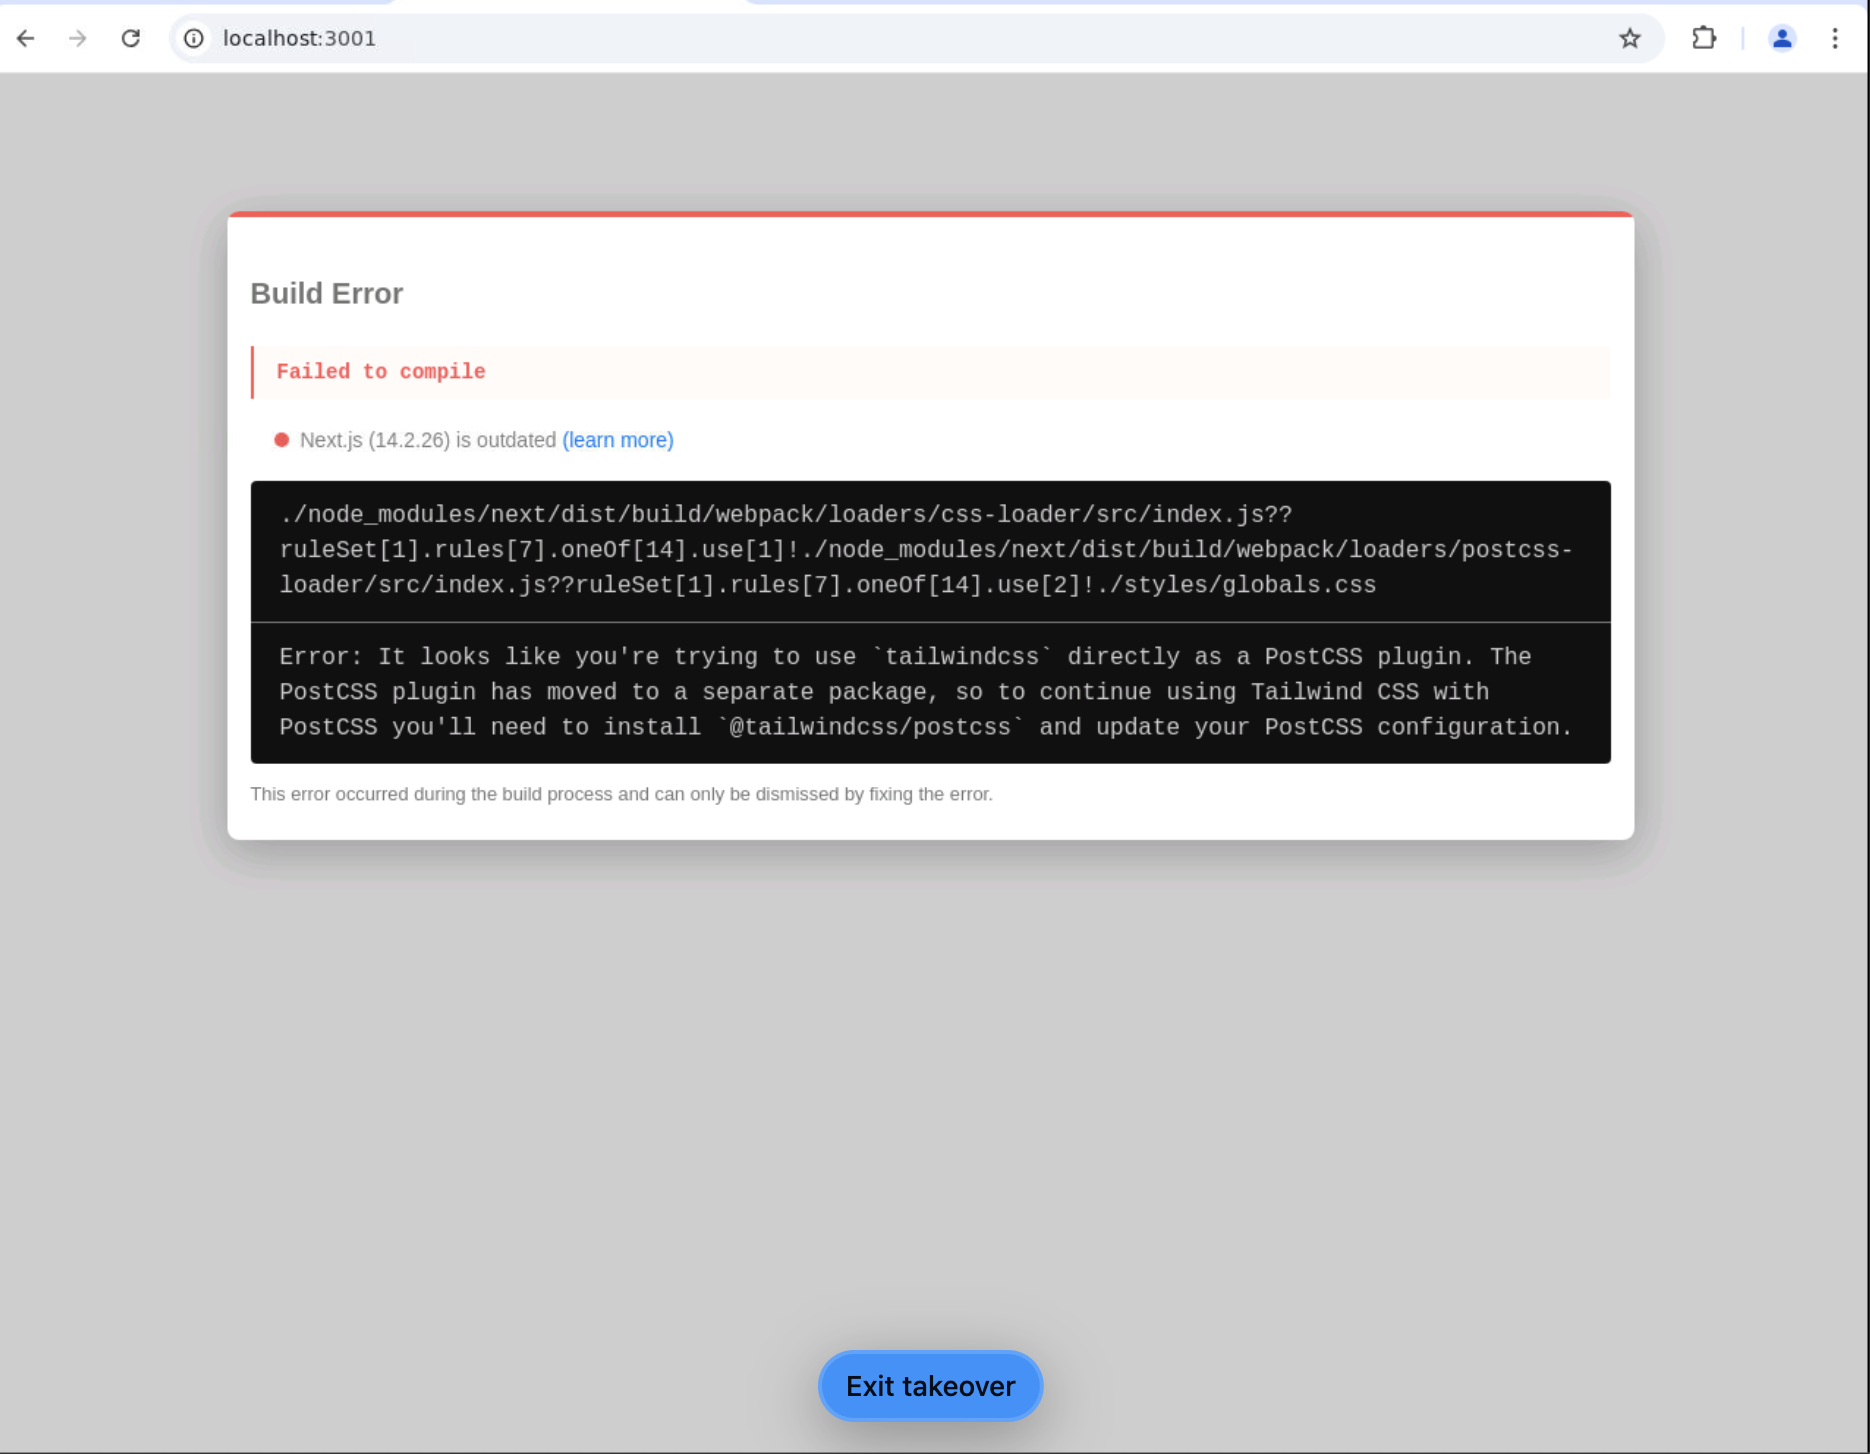 localhost:3001
Build Error
Failed to compile
Next.js (14.2.26) is outdated (learn more)
./node_modules/next/dist/build/webpack/loaders/css-loader/src/index.js??
ruleSet[1].rules[7].oneOf[14].use[1]!./node_modules/next/dist/build/webpack/loaders/postcss-
loader/src/index.js??ruleSet[1].rules[7].oneOf[14].use[2]!./styles/globals.css
Error: It looks like you're trying to use `tailwindcss` directly as a PostCSS plugin. The
PostCSS plugin has moved to a separate package, so to continue using Tailwind CSS with
PostCSS you'll need to install `@tailwindcss/postcss` and update your PostCSS configuration.
This error occurred during the build process and can only be dismissed by fixing the error.
Exit takeover